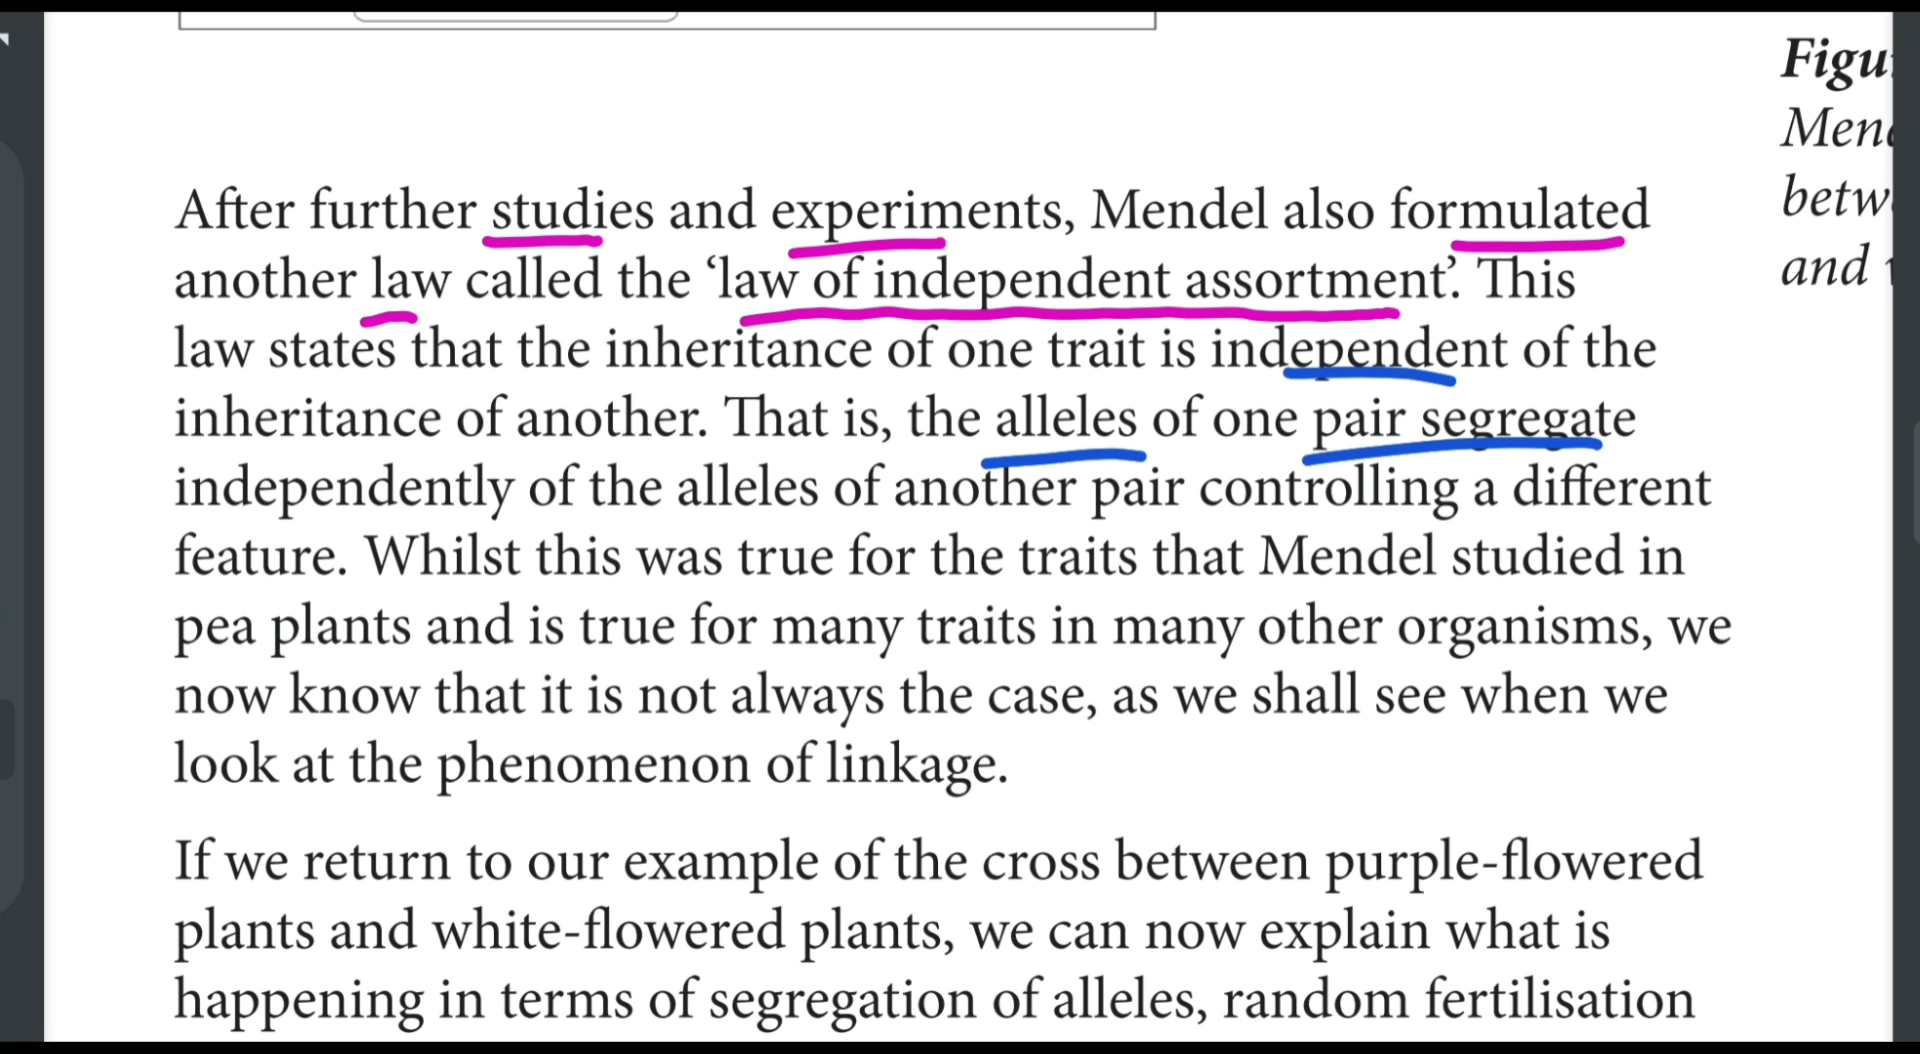 After further studies and experiments, Mendel also formulated
another law called the ‘law of independent assortment’. This
law states that the inheritance of one trait is independent of the
inheritance of another. That is, the alleles of one pair segregate
independently of the alleles of another pair controlling a different
feature. Whilst this was true for the traits that Mendel studied in
pea plants and is true for many traits in many other organisms, we
now know that it is not always the case, as we shall see when we
look at the phenomenon of linkage.
If we return to our example of the cross between purple-flowered
plants and white-flowered plants, we can now explain what is
happening in terms of segregation of alleles, random fertilisation
and